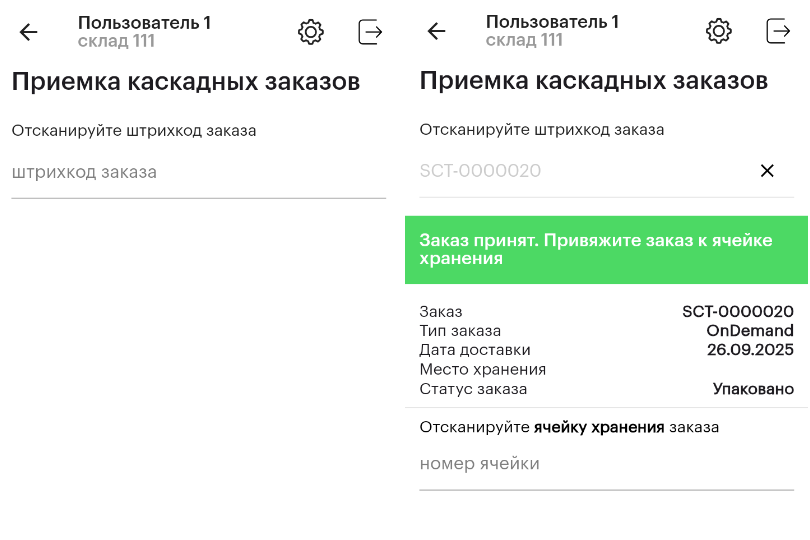 Пользователь 1
склад 111
Приемка каскадных заказов
Отсканируйте штрихкод заказа
штрихкод заказа
Пользователь 1
склад 111
Приемка каскадных заказов
Отсканируйте штрихкод заказа
SCT-0000020
Заказ принят. Привяжите заказ к ячейке
хранения
Заказ SCT-0000020
Тип заказа OnDemand
Дата доставки 26.09.2025
Место хранения
Статус заказа Упаковано
Отсканируйте ячейку хранения заказа
номер ячейки